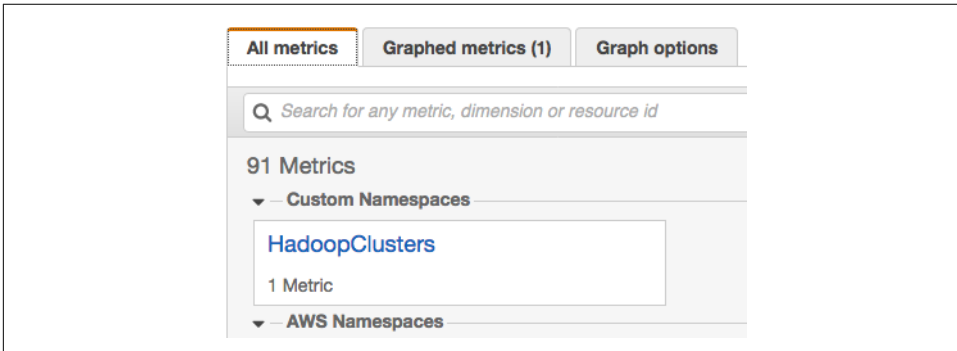 All metrics Graphed metrics (1) Graph options
Search for any metric, dimension or resource id
91 Metrics
Custom Namespaces
HadoopClusters
1 Metric
AWS Namespaces